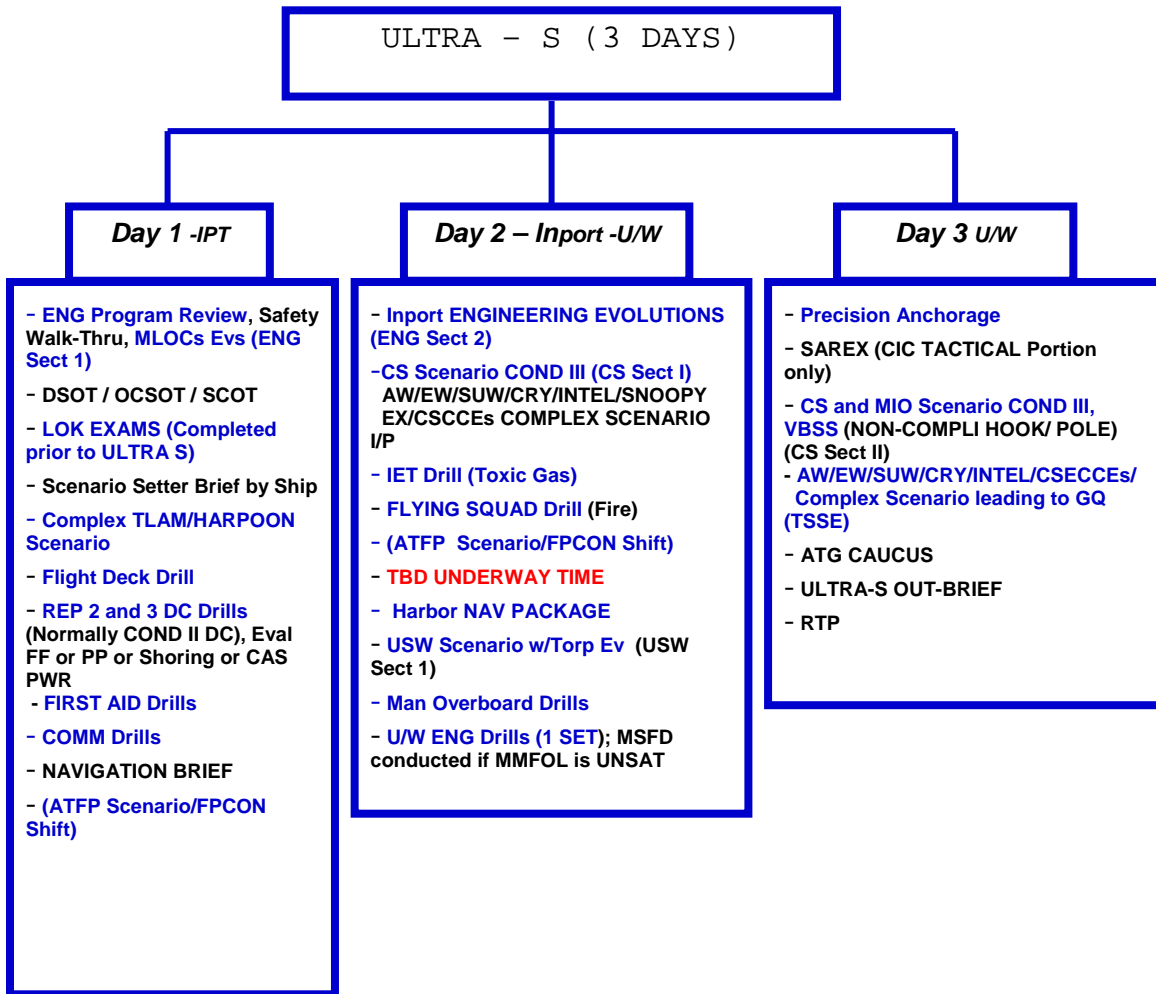 ULTRA – S (3 DAYS)
Day 1 -IPT
– ENG Program Review, Safety
Walk-Thru, MLOCs Evs (ENG
Sect 1)
– DSOT / OCSOT / SCOT
– LOK EXAMS (Completed
prior to ULTRA S)
– Scenario Setter Brief by Ship
– Complex TLAM/HARPOON
Scenario
– Flight Deck Drill
– REP 2 and 3 DC Drills
(Normally COND II DC), Eval
FF or PP or Shoring or CAS
PWR
- FIRST AID Drills
– COMM Drills
– NAVIGATION BRIEF
– (ATFP Scenario/FPCON
Shift)
Day 2 – Inport -U/W
– Inport ENGINEERING EVOLUTIONS
(ENG Sect 2)
–CS Scenario COND III (CS Sect I)
AW/EW/SUW/CRY/INTEL/SNOOPY
EX/CSCCEs COMPLEX SCENARIO
I/P
– IET Drill (Toxic Gas)
– FLYING SQUAD Drill (Fire)
– (ATFP Scenario/FPCON Shift)
– TBD UNDERWAY TIME
– Harbor NAV PACKAGE
– USW Scenario w/Torp Ev (USW
Sect 1)
– Man Overboard Drills
– U/W ENG Drills (1 SET); MSFD
conducted if MMFOL is UNSAT
Day 3 U/W
– Precision Anchorage
– SAREX (CIC TACTICAL Portion
only)
– CS and MIO Scenario COND III,
VBSS (NON-COMPLI HOOK/ POLE)
(CS Sect II)
- AW/EW/SUW/CRY/INTEL/CSECCEs/
Complex Scenario leading to GQ
(TSSE)
– ATG CAUCUS
– ULTRA-S OUT-BRIEF
– RTP